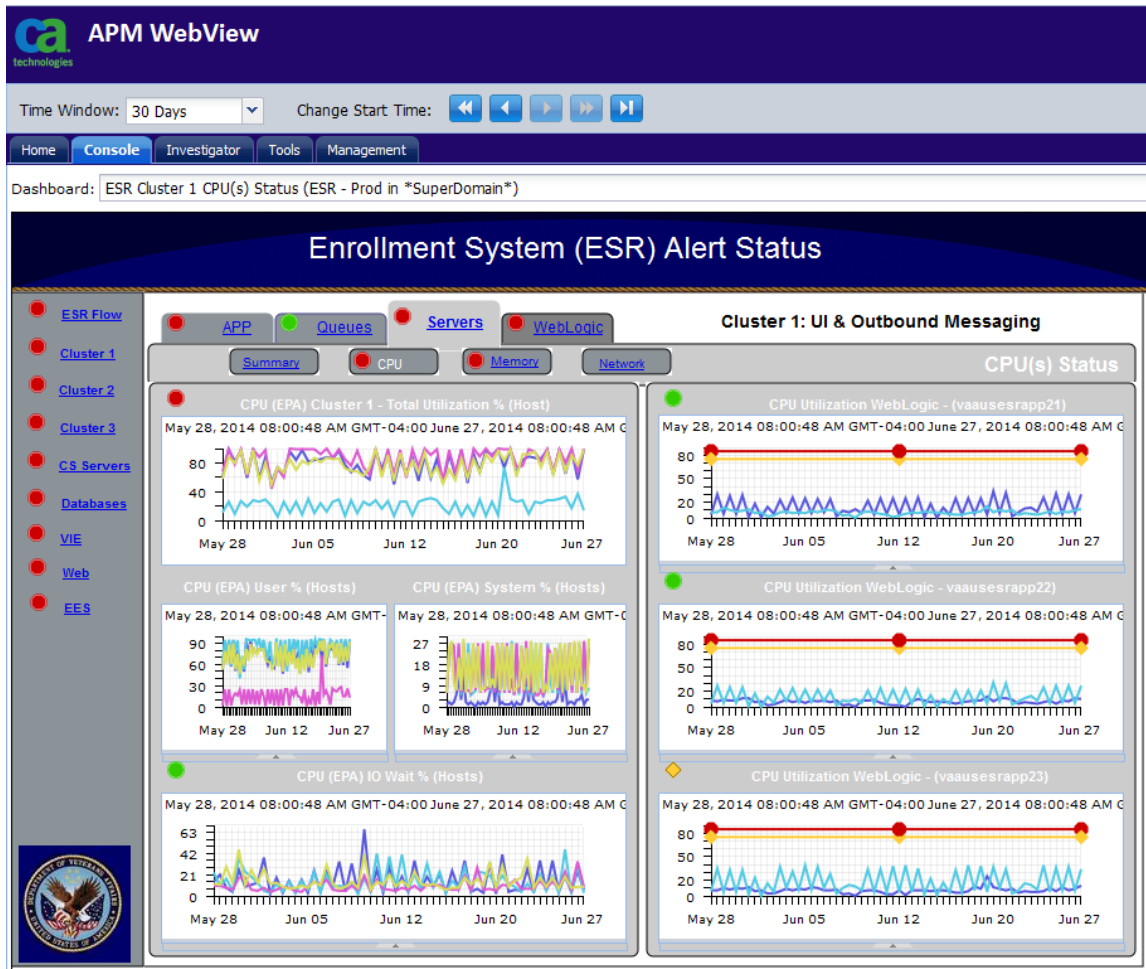 ca
technologies
APM WebView
Time Window: 30 Days
Change Start Time:
Home Console Investigator Tools Management
Dashboard: ESR Cluster 1 CPU(s) Status (ESR - Prod in *SuperDomain*)
Enrollment System (ESR) Alert Status
ESR Flow
Cluster 1
Cluster 2
Cluster 3
CS Servers
Databases
VIE
Web
EES
APP Queues Servers WebLogic
Cluster 1: UI & Outbound Messaging
Summary CPU Memory Network
CPU(s) Status
CPU (EPA) Cluster 1 - Total Utilization % (Host)
May 28, 2014 08:00:48 AM GMT-04:00 June 27, 2014 08:00:48 AM G
80
40
0
May 28 Jun 05 Jun 12 Jun 20 Jun 27
CPU (EPA) User % (Hosts)
May 28, 2014 08:00:48 AM GMT-
90
60
30
0
May 28 Jun 12 Jun 27
CPU (EPA) System % (Hosts)
May 28, 2014 08:00:48 AM GMT-0
27
18
9
0
May 28 Jun 12 Jun 27
CPU (EPA) IO Wait % (Hosts)
May 28, 2014 08:00:48 AM GMT-04:00 June 27, 2014 08:00:48 AM G
63
42
21
0
May 28 Jun 05 Jun 12 Jun 20 Jun 27
CPU Utilization WebLogic - (vaausesrapp21)
May 28, 2014 08:00:48 AM GMT-04:00 June 27, 2014 08:00:48 AM G
80
50
20
0
May 28 Jun 05 Jun 12 Jun 20 Jun 27
CPU Utilization WebLogic - vaausesrapp22)
May 28, 2014 08:00:48 AM GMT-04:00 June 27, 2014 08:00:48 AM G
80
50
20
0
May 28 Jun 05 Jun 12 Jun 20 Jun 27
CPU Utilization WebLogic - (vaausesrapp23)
May 28, 2014 08:00:48 AM GMT-04:00 June 27, 2014 08:00:48 AM G
80
50
20
0
May 28 Jun 05 Jun 12 Jun 20 Jun 27
DEPARTMENT OF VETERANS AFFAIRS
UNITED STATES OF AMERICA